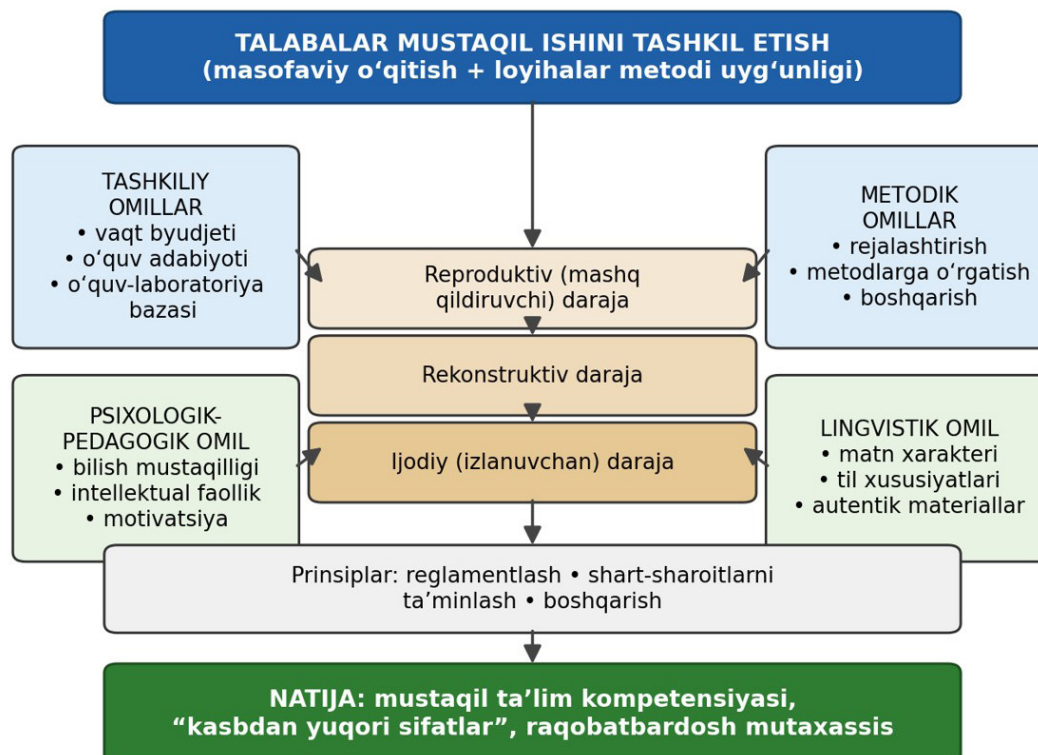 TALABALAR MUSTAQIL ISHINI TASHKIL ETISH
(masofaviy o‘qitish + loyihalar metodi uyg‘unligi)
TASHKILIY
OMILLAR
• vaqt byudjeti
• o‘quv adabiyoti
• o‘quv-laboratoriya
bazasi
METODIK
OMILLAR
• rejalashtirish
• metodlarga o‘rgatish
• boshqarish
Reproduktiv (mashq
qildiruvchi) daraja
Rekonstruktiv daraja
Ijodiy (izlanuvchan) daraja
PSIXOLOGIK-
PEDAGOGIK OMIL
• bilish mustaqilligi
• intellektual faollik
• motivatsiya
LINGVISTIK OMIL
• matn xarakteri
• til xususiyatlari
• autentik materiallar
Prinsiplar: reglamentlash • shart-sharoitlarni
ta’minlash • boshqarish
NATIJA: mustaqil ta’lim kompetensiyasi,
“kasbdan yuqori sifatlar”, raqobatbardosh mutaxassis